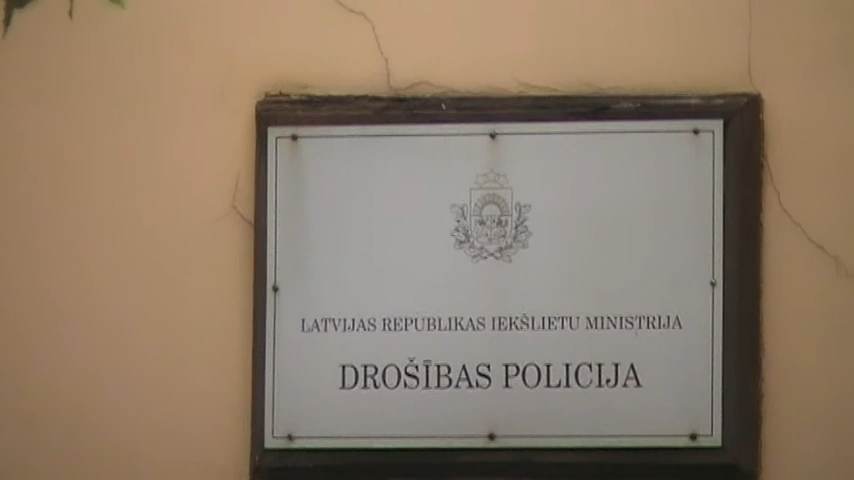 LATVIJAS REPUBLIKAS IEKŠLIETU MINISTRIJA
DROŠĪBAS POLICIJA